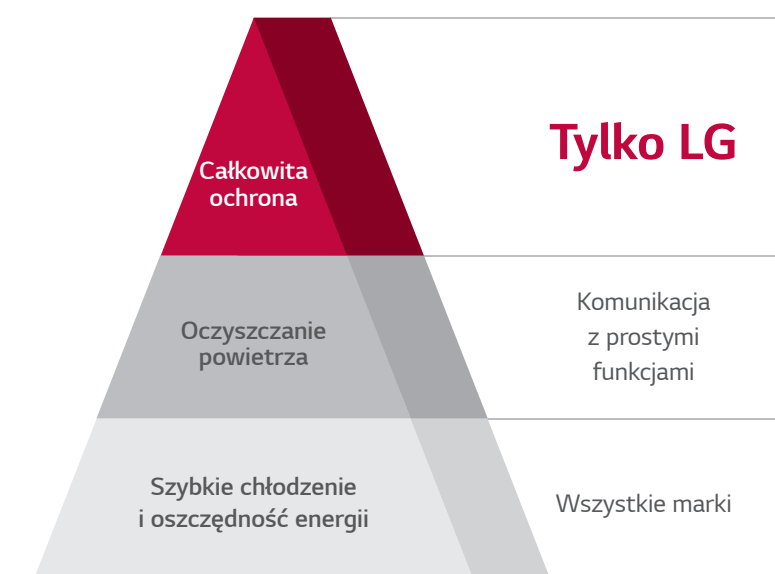 Całkowita
ochrona
Tylko LG
Oczyszczanie
powietrza
Komunikacja
z prostymi
funkcjami
Szybkie chłodzenie
i oszczędność energii
Wszystkie marki